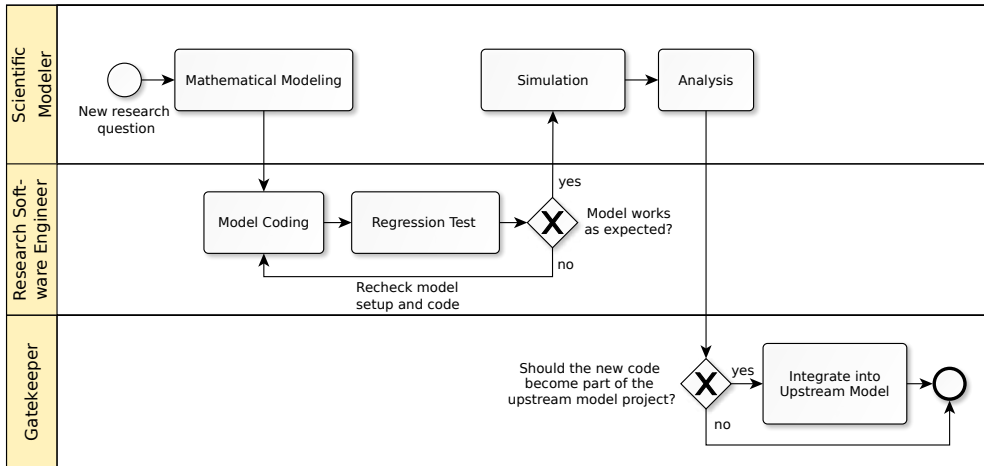 Scientific
Modeler
New research
question
Mathematical Modeling
Simulation
Analysis
Research Soft-
ware Engineer
Model Coding
Regression Test
yes
Model works
as expected?
no
Recheck model
setup and code
Gatekeeper
Should the new code
become part of the
upstream model project?
yes
no
Integrate into
Upstream Model